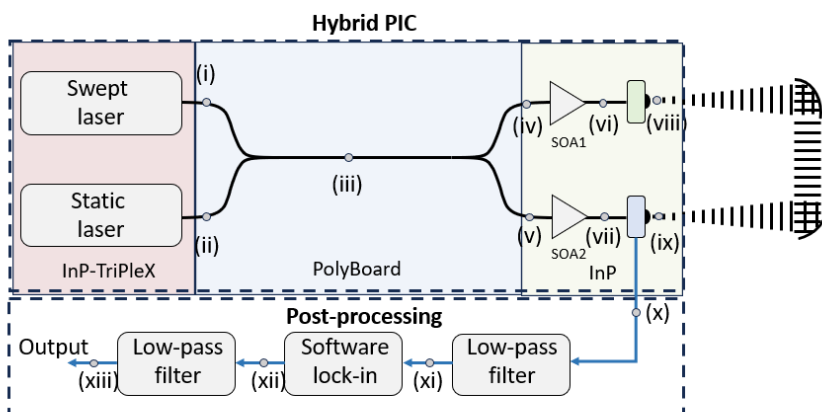 Hybrid PIC
Swept
laser
(i)
Static
laser
(ii)
InP-TriPleX
(iii)
PolyBoard
(iv)
SOA1
(vi)
(viii)
(v)
SOA2
(vii)
(ix)
InP
(x)
Post-processing
Output
(xiii)
Low-pass
filter
(xii)
Software
lock-in
(xi)
Low-pass
filter